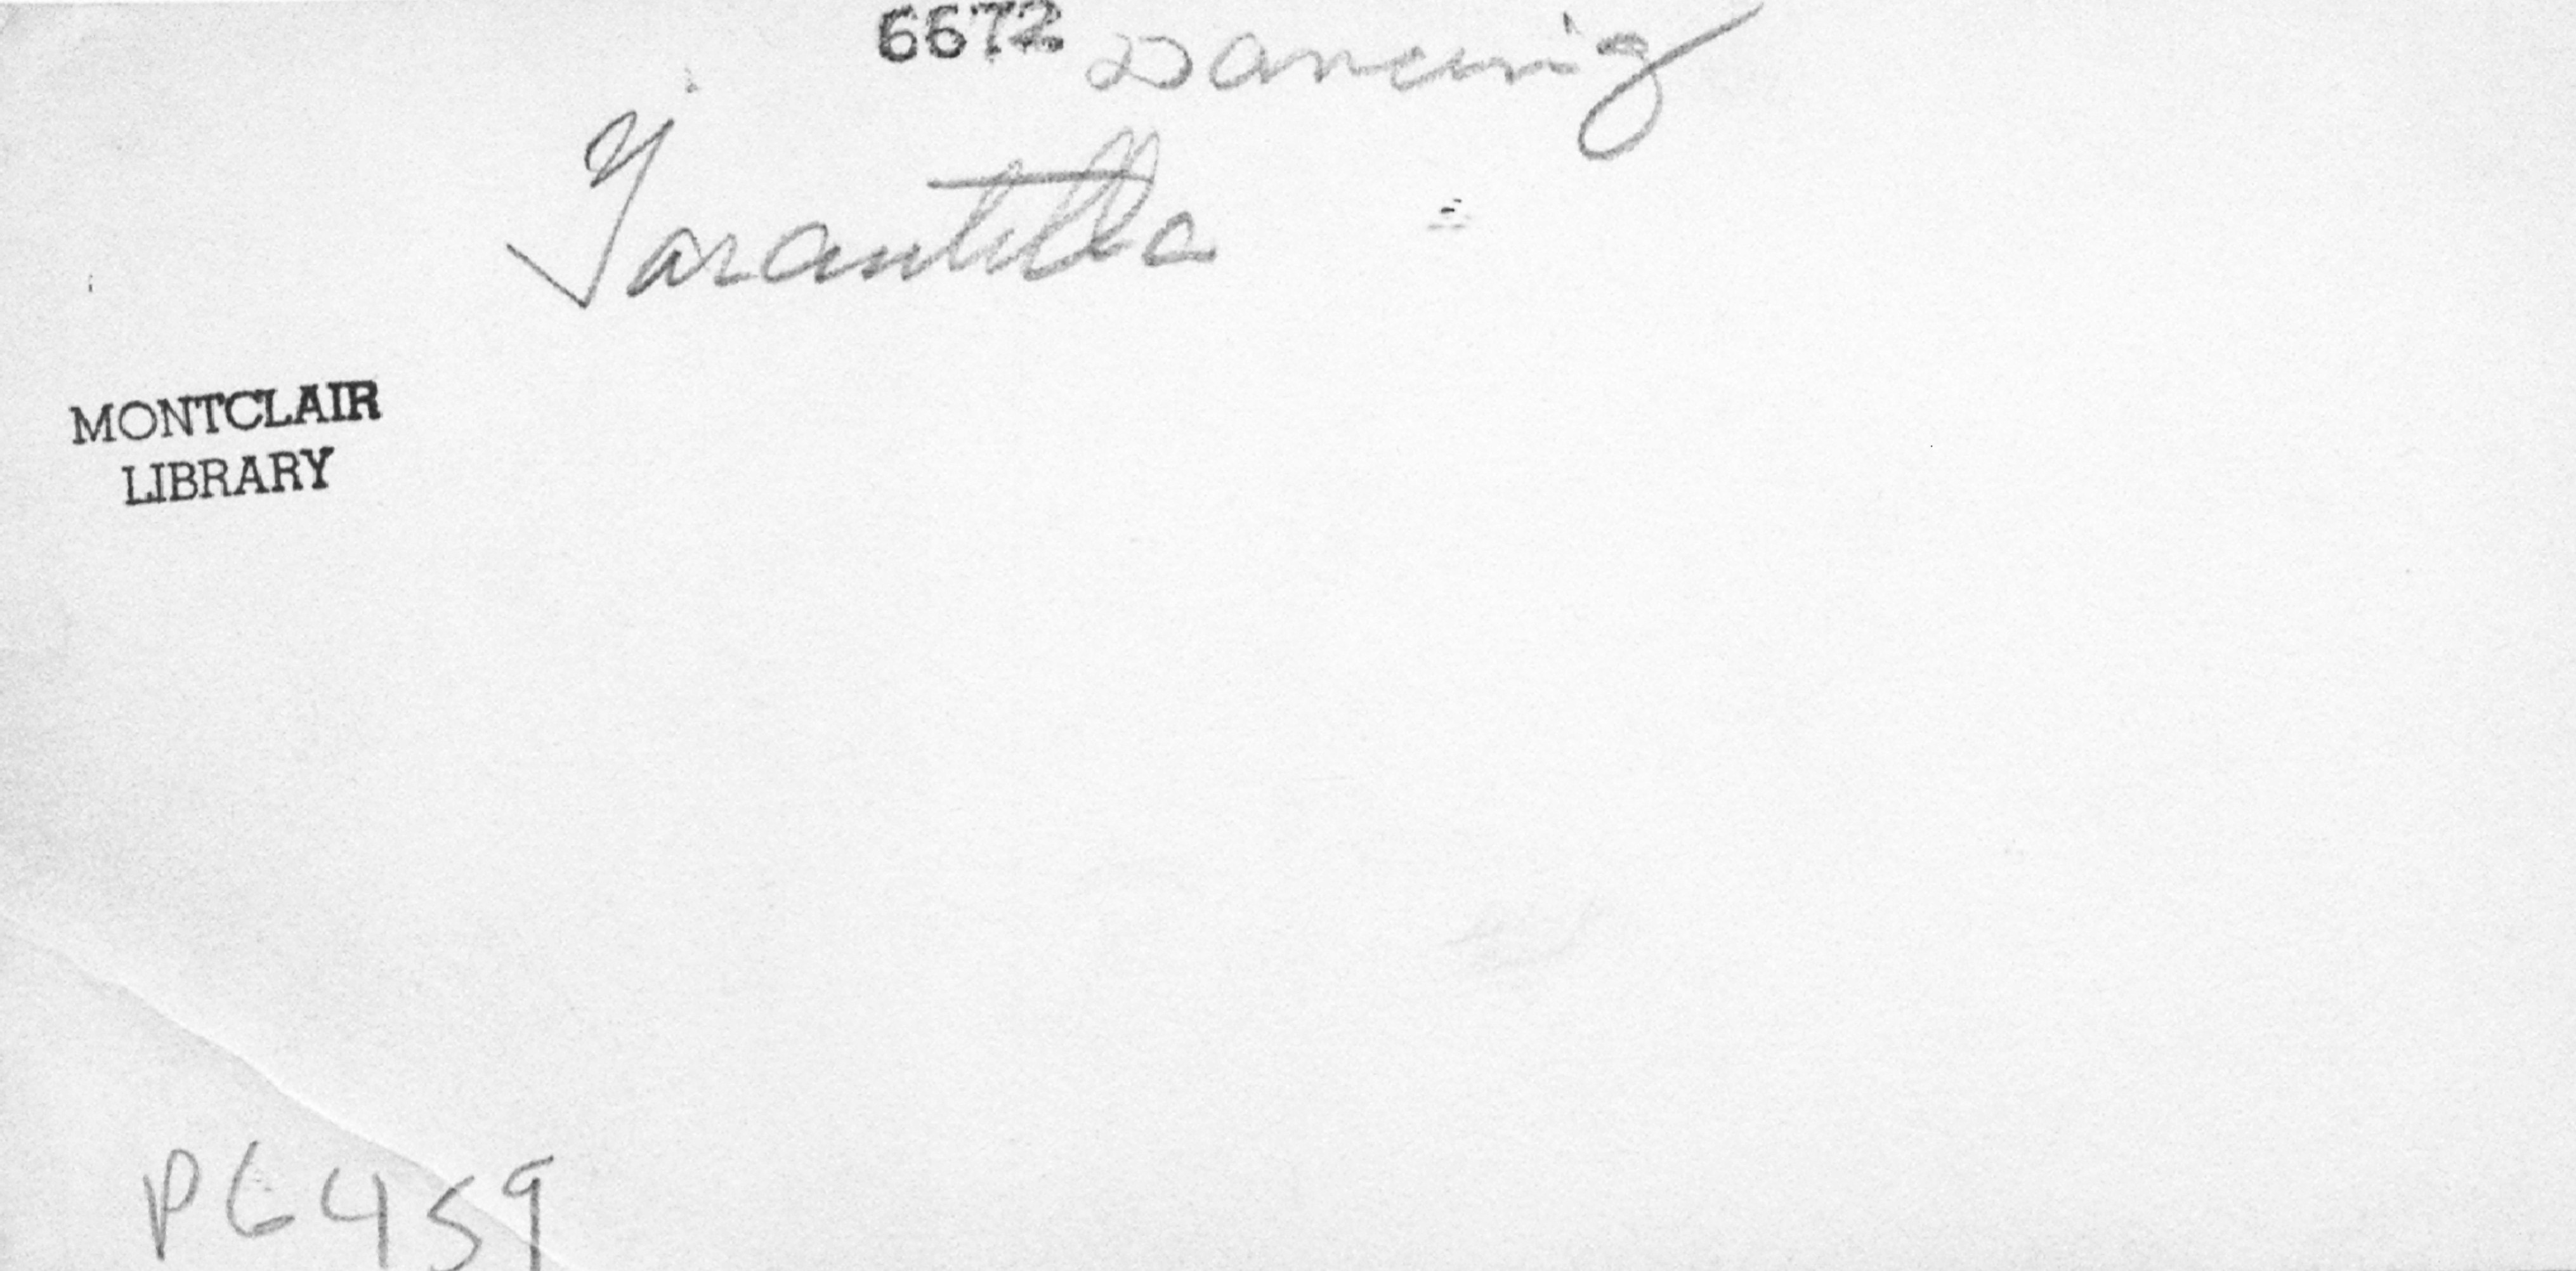 6672 Dancing
Tarantella
MONTCLAIR
LIBRARY
P6459